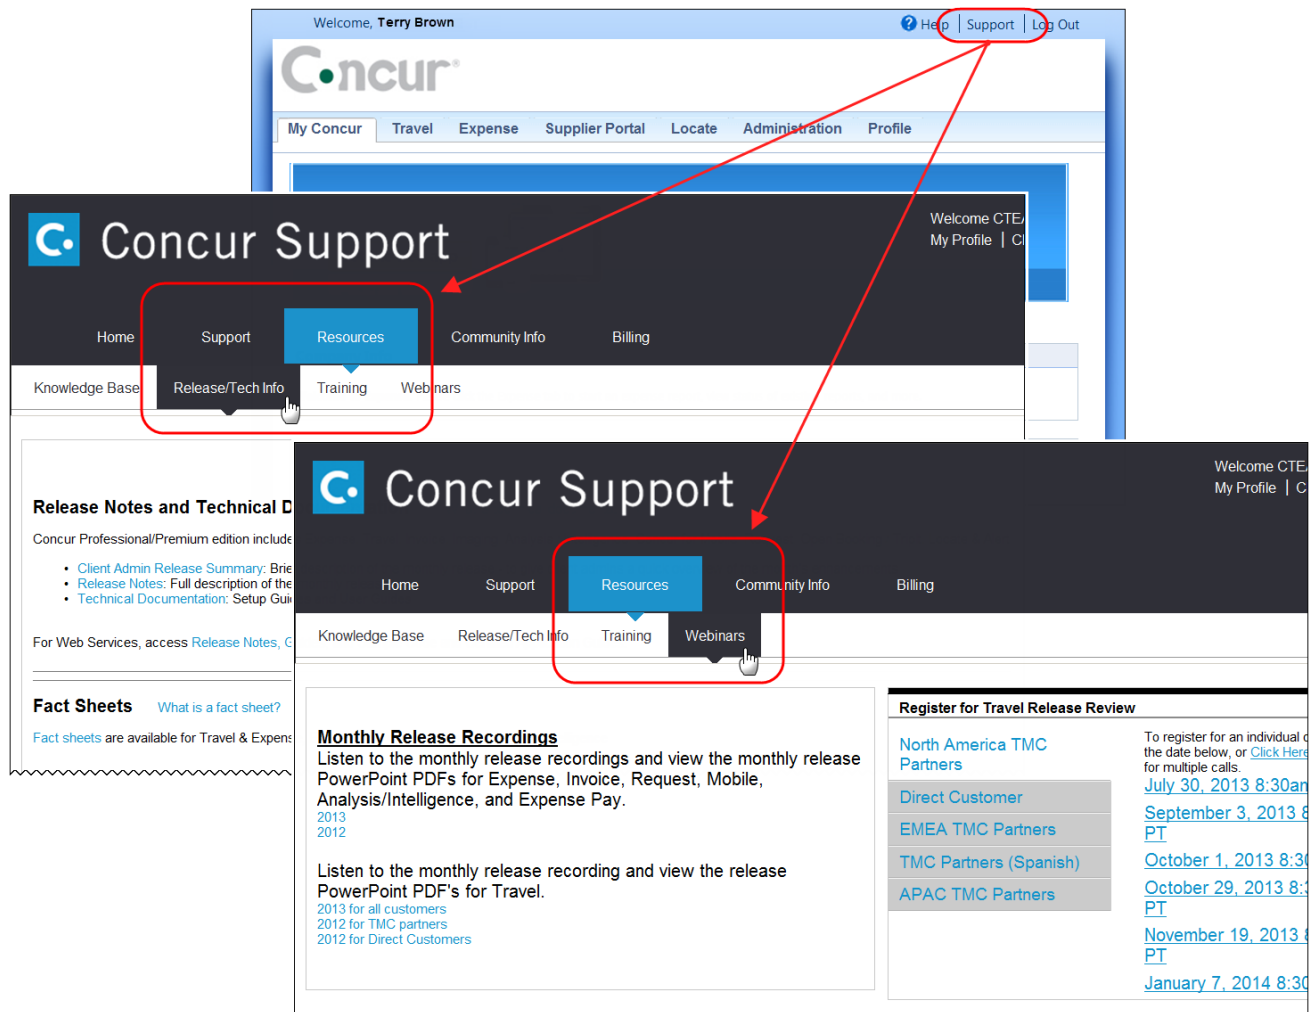 Welcome, Terry Brown
Help | Support | Log Out
Concur
My Concur Travel Expense Supplier Portal Locate Administration Profile
C. Concur Support
Welcome CTE
My Profile | Cl
Home Support Resources Community Info Billing
Knowledge Base Release/Tech Info Training Webinars
Release Notes and Technical D
Concur Professional/Premium edition include
• Client Admin Release Summary: Brie
• Release Notes: Full description of the
• Technical Documentation: Setup Gui
For Web Services, access Release Notes, G
Fact Sheets What is a fact sheet?
Fact sheets are available for Travel & Expens
C. Concur Support
Welcome CTE
My Profile | C
Home Support Resources Community Info Billing
Knowledge Base Release/Tech Info Training Webinars
Monthly Release Recordings
Listen to the monthly release recordings and view the monthly release
PowerPoint PDFs for Expense, Invoice, Request, Mobile,
Analysis/Intelligence, and Expense Pay.
2013
2012
Listen to the monthly release recording and view the release
PowerPoint PDF's for Travel.
2013 for all customers
2012 for TMC partners
2012 for Direct Customers
Register for Travel Release Review
North America TMC
Partners
Direct Customer
EMEA TMC Partners
TMC Partners (Spanish)
APAC TMC Partners
To register for an individual c
the date below, or Click Here
for multiple calls.
July 30, 2013 8:30am
September 3, 2013 8
PT
October 1, 2013 8:30
October 29, 2013 8:3
PT
November 19, 2013 8
PT
January 7, 2014 8:30